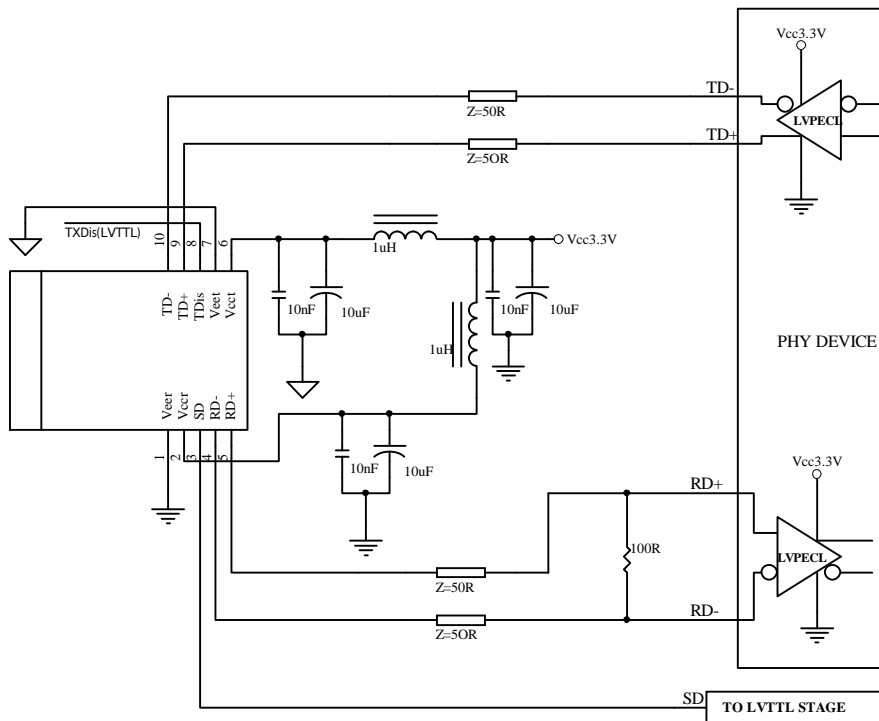 Vcc3.3V
TD-
LVPECL
Z=50R
TD+
Z=5OR
TXDis(LVTTL)
10
9
8
7
6
1uH
Vcc3.3V
TD-
TD+
TDis
Veet
Vcct
10nF
10uF
10nF
10uF
1uH
PHY DEVICE
Veer
Vccr
SD
RD-
RD+
1
2
3
4
5
10nF
10uF
Vcc3.3V
RD+
100R
LVPECL
Z=50R
RD-
Z=5OR
SD
TO LVTTL STAGE